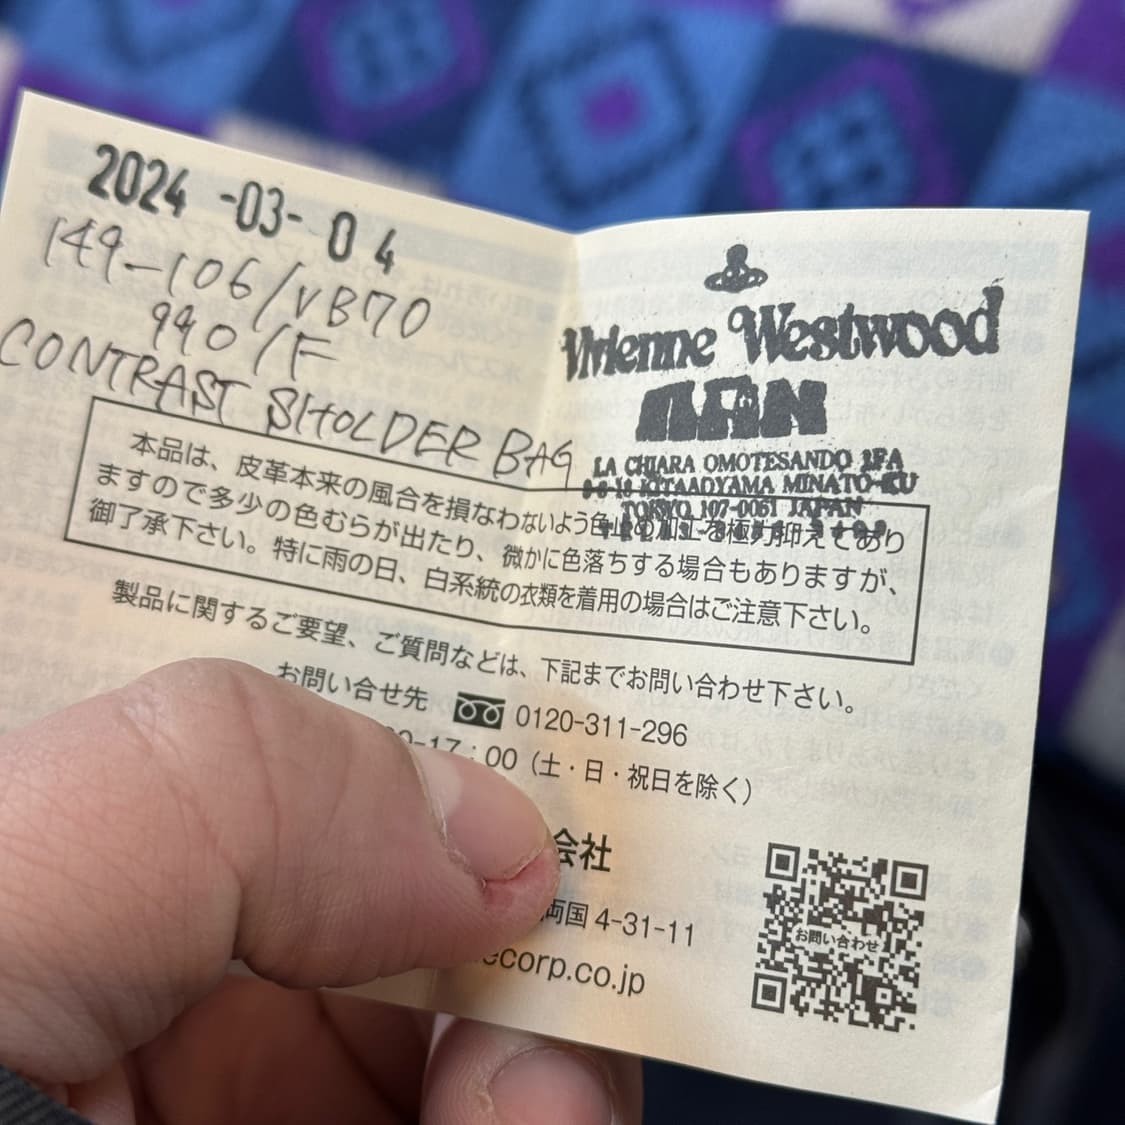 2024 -03- 04
149-106/VB70
940/F
CONTRAST SHOLDER BAG
Vivienne Westwood
MAN
LA CHIARA OMOTESANDO 1FA
KITAAOYAMA MINATO-KU
TOKYO 107-0061 JAPAN
本品は、皮革本来の風合を損なわないよう色止め加工を極力抑えてあり
ますので多少の色むらが出たり、微かに色落ちする場合もありますが、
御了承下さい。特に雨の日、白系統の衣類を着用の場合はご注意下さい。
製品に関するご要望、ご質問などは、下記までお問い合わせ下さい。
お問い合せ先 0120-311-296
-17:00（土・日・祝日を除く）
会社
両国 4-31-11
ecorp.co.jp
お問い合わせ